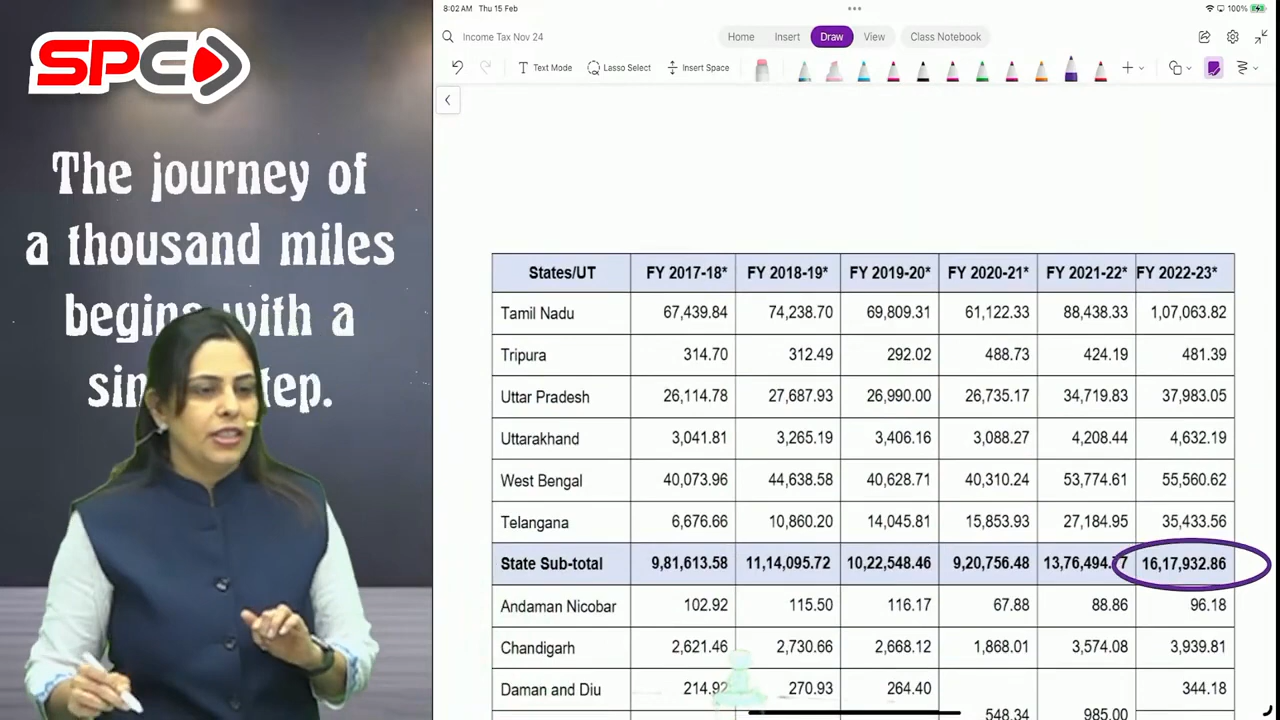 SPC
The journey of
a thousand miles
begins with a
step.
8:02 AM Thu 15 Feb
100%
Income Tax Nov 24
Home Insert Draw View Class Notebook
Text Mode Lasso Select Insert Space
States/UT FY 2017-18* FY 2018-19* FY 2019-20* FY 2020-21* FY 2021-22* FY 2022-23*
Tamil Nadu 67,439.84 74,238.70 69,809.31 61,122.33 88,438.33 1,07,063.82
Tripura 314.70 312.49 292.02 488.73 424.19 481.39
Uttar Pradesh 26,114.78 27,687.93 26,990.00 26,735.17 34,719.83 37,983.05
Uttarakhand 3,041.81 3,265.19 3,406.16 3,088.27 4,208.44 4,632.19
West Bengal 40,073.96 44,638.58 40,628.71 40,310.24 53,774.61 55,560.62
Telangana 6,676.66 10,860.20 14,045.81 15,853.93 27,184.95 35,433.56
State Sub-total 9,81,613.58 11,14,095.72 10,22,548.46 9,20,756.48 16,17,932.86
Andaman Nicobar 102.92 115.50 116.17 67.88 88.86 96.18
Chandigarh 2,621.46 2,730.66 2,668.12 1,868.01 3,574.08 3,939.81
Daman and Diu 214.92 270.93 264.40 344.18
548.34 985.00